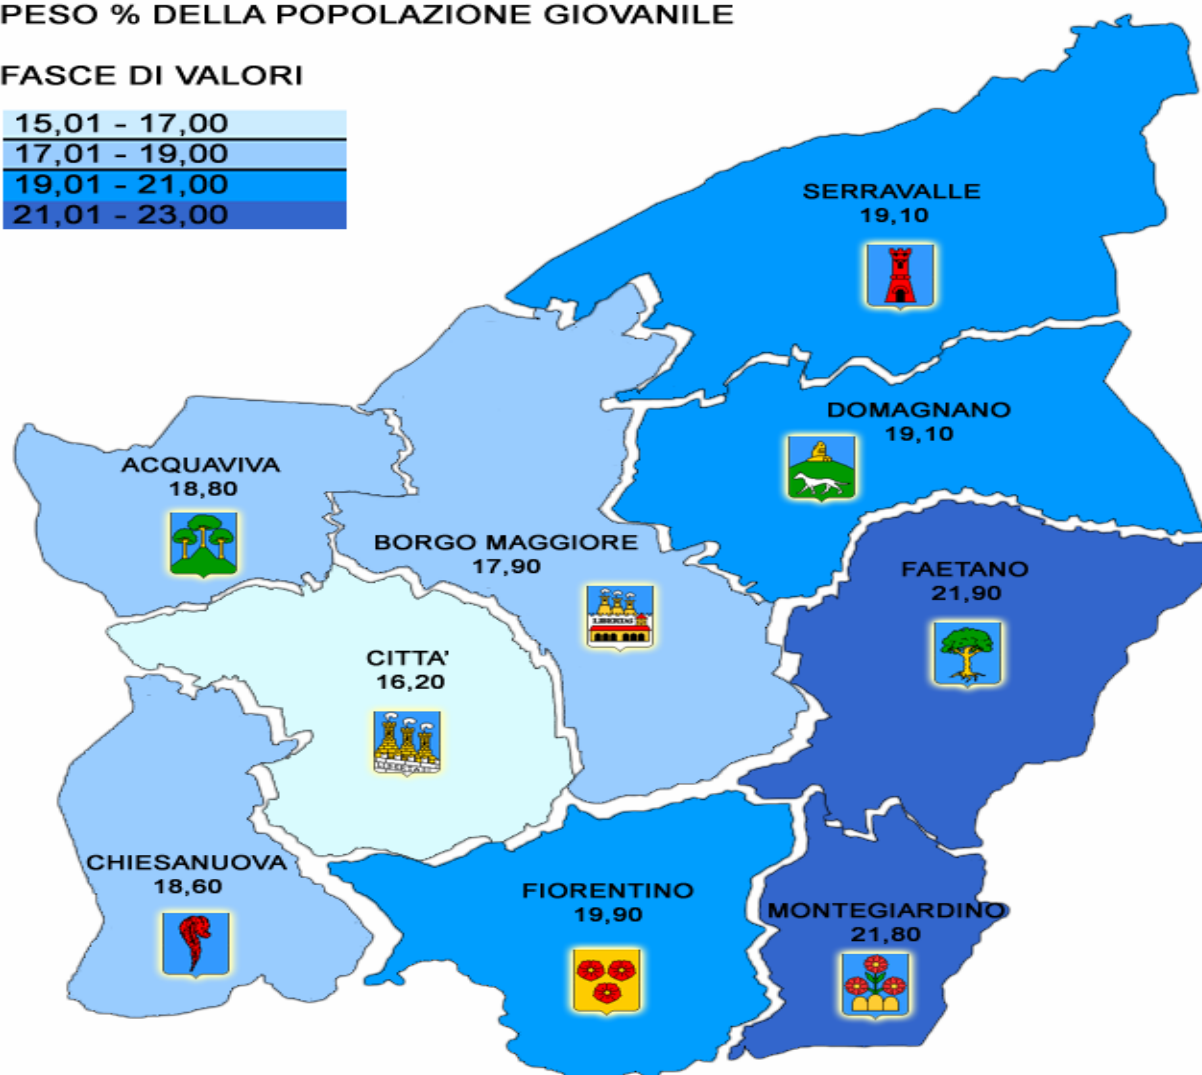 PESO % DELLA POPOLAZIONE GIOVANILE
FASCE DI VALORI
15,01 - 17,00
17,01 - 19,00
19,01 - 21,00
21,01 - 23,00
SERRAVALLE
19,10
DOMAGNANO
19,10
ACQUAVIVA
18,80
BORGO MAGGIORE
17,90
LIBERTAS
FAETANO
21,90
CITTA'
16,20
LIBERTAS
CHIESANUOVA
18,60
FIORENTINO
19,90
MONTEGIARDINO
21,80